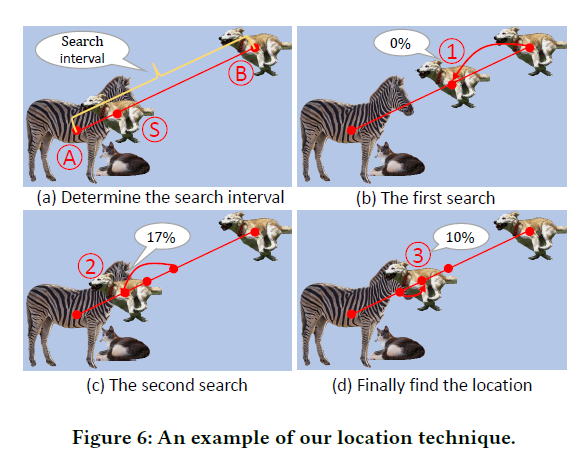 Search
interval
B
S
A
(a) Determine the search interval
0%
1
(b) The first search
17%
2
(c) The second search
10%
3
(d) Finally find the location
Figure 6: An example of our location technique.